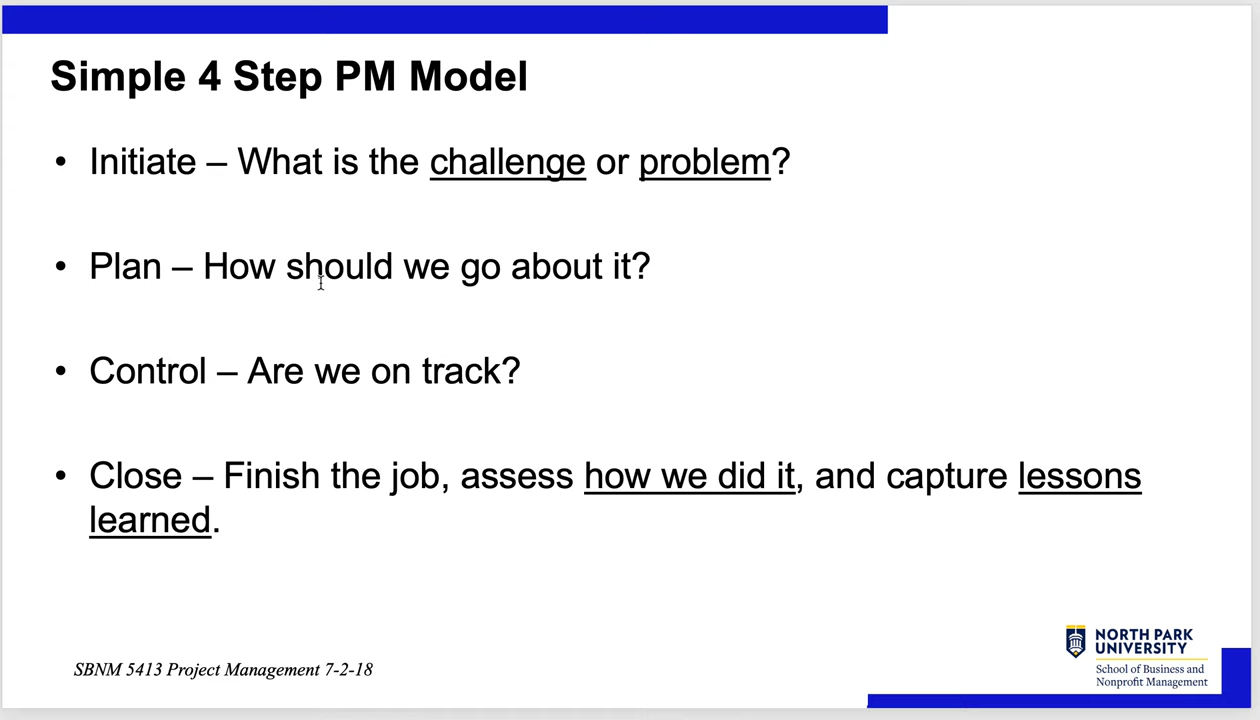 Simple 4 Step PM Model
• Initiate – What is the challenge or problem?
• Plan – How should we go about it?
• Control – Are we on track?
• Close – Finish the job, assess how we did it, and capture lessons
learned.
SBNM 5413 Project Management 7-2-18
NORTH PARK
UNIVERSITY
School of Business and
Nonprofit Management